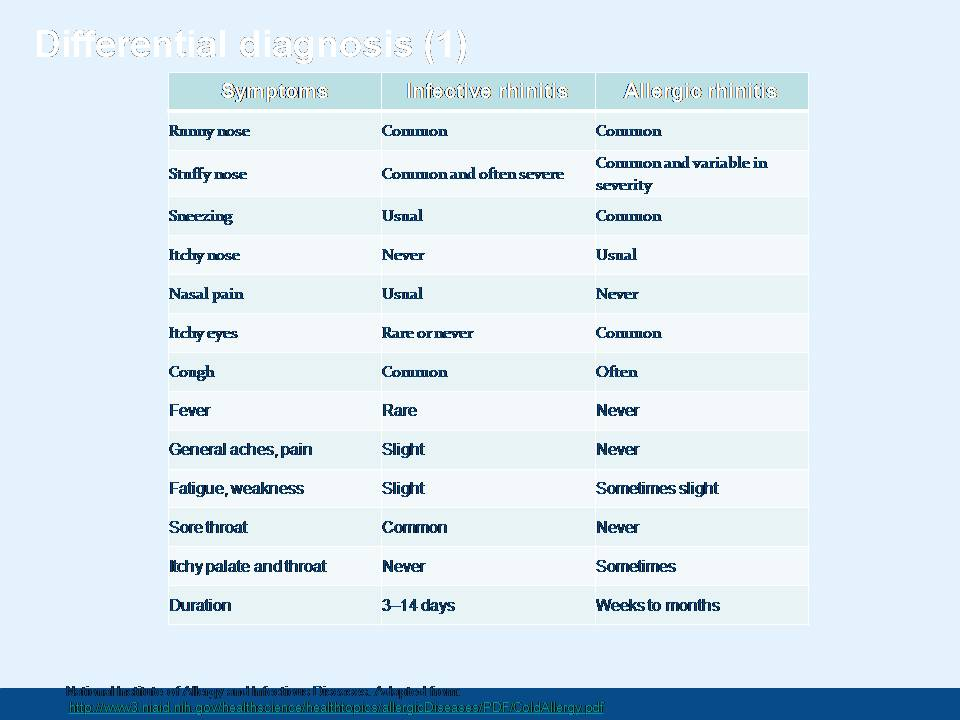 Differential diagnosis (1)
Symptoms Infective rhinitis Allergic rhinitis
Runny nose Common Common
Stuffy nose Common and often severe Common and variable in severity
Sneezing Usual Common
Itchy nose Never Usual
Nasal pain Usual Never
Itchy eyes Rare or never Common
Cough Common Often
Fever Rare Never
General aches, pain Slight Never
Fatigue, weakness Slight Sometimes slight
Sore throat Common Never
Itchy palate and throat Never Sometimes
Duration 3–14 days Weeks to months
National Institute of Allergy and Infectious Diseases. Adapted from:
http://www3.niaid.nih.gov/healthscience/healthtopics/allergicDiseases/PDF/ColdAllergy.pdf